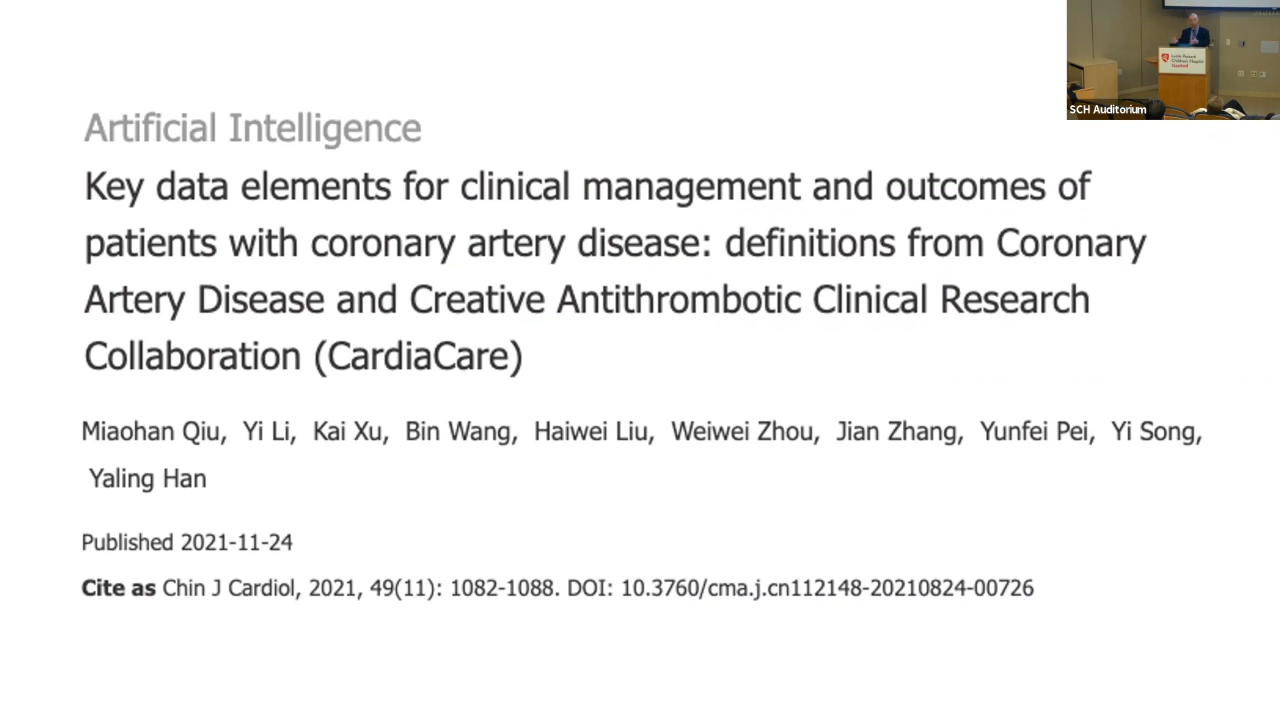 Artificial Intelligence
Key data elements for clinical management and outcomes of
patients with coronary artery disease: definitions from Coronary
Artery Disease and Creative Antithrombotic Clinical Research
Collaboration (CardiaCare)
Miaohan Qiu, Yi Li, Kai Xu, Bin Wang, Haiwei Liu, Weiwei Zhou, Jian Zhang, Yunfei Pei, Yi Song,
Yaling Han
Published 2021-11-24
Cite as Chin J Cardiol, 2021, 49(11): 1082-1088. DOI: 10.3760/cma.j.cn112148-20210824-00726
Children's Hospital
Stanford
SCH Auditorium